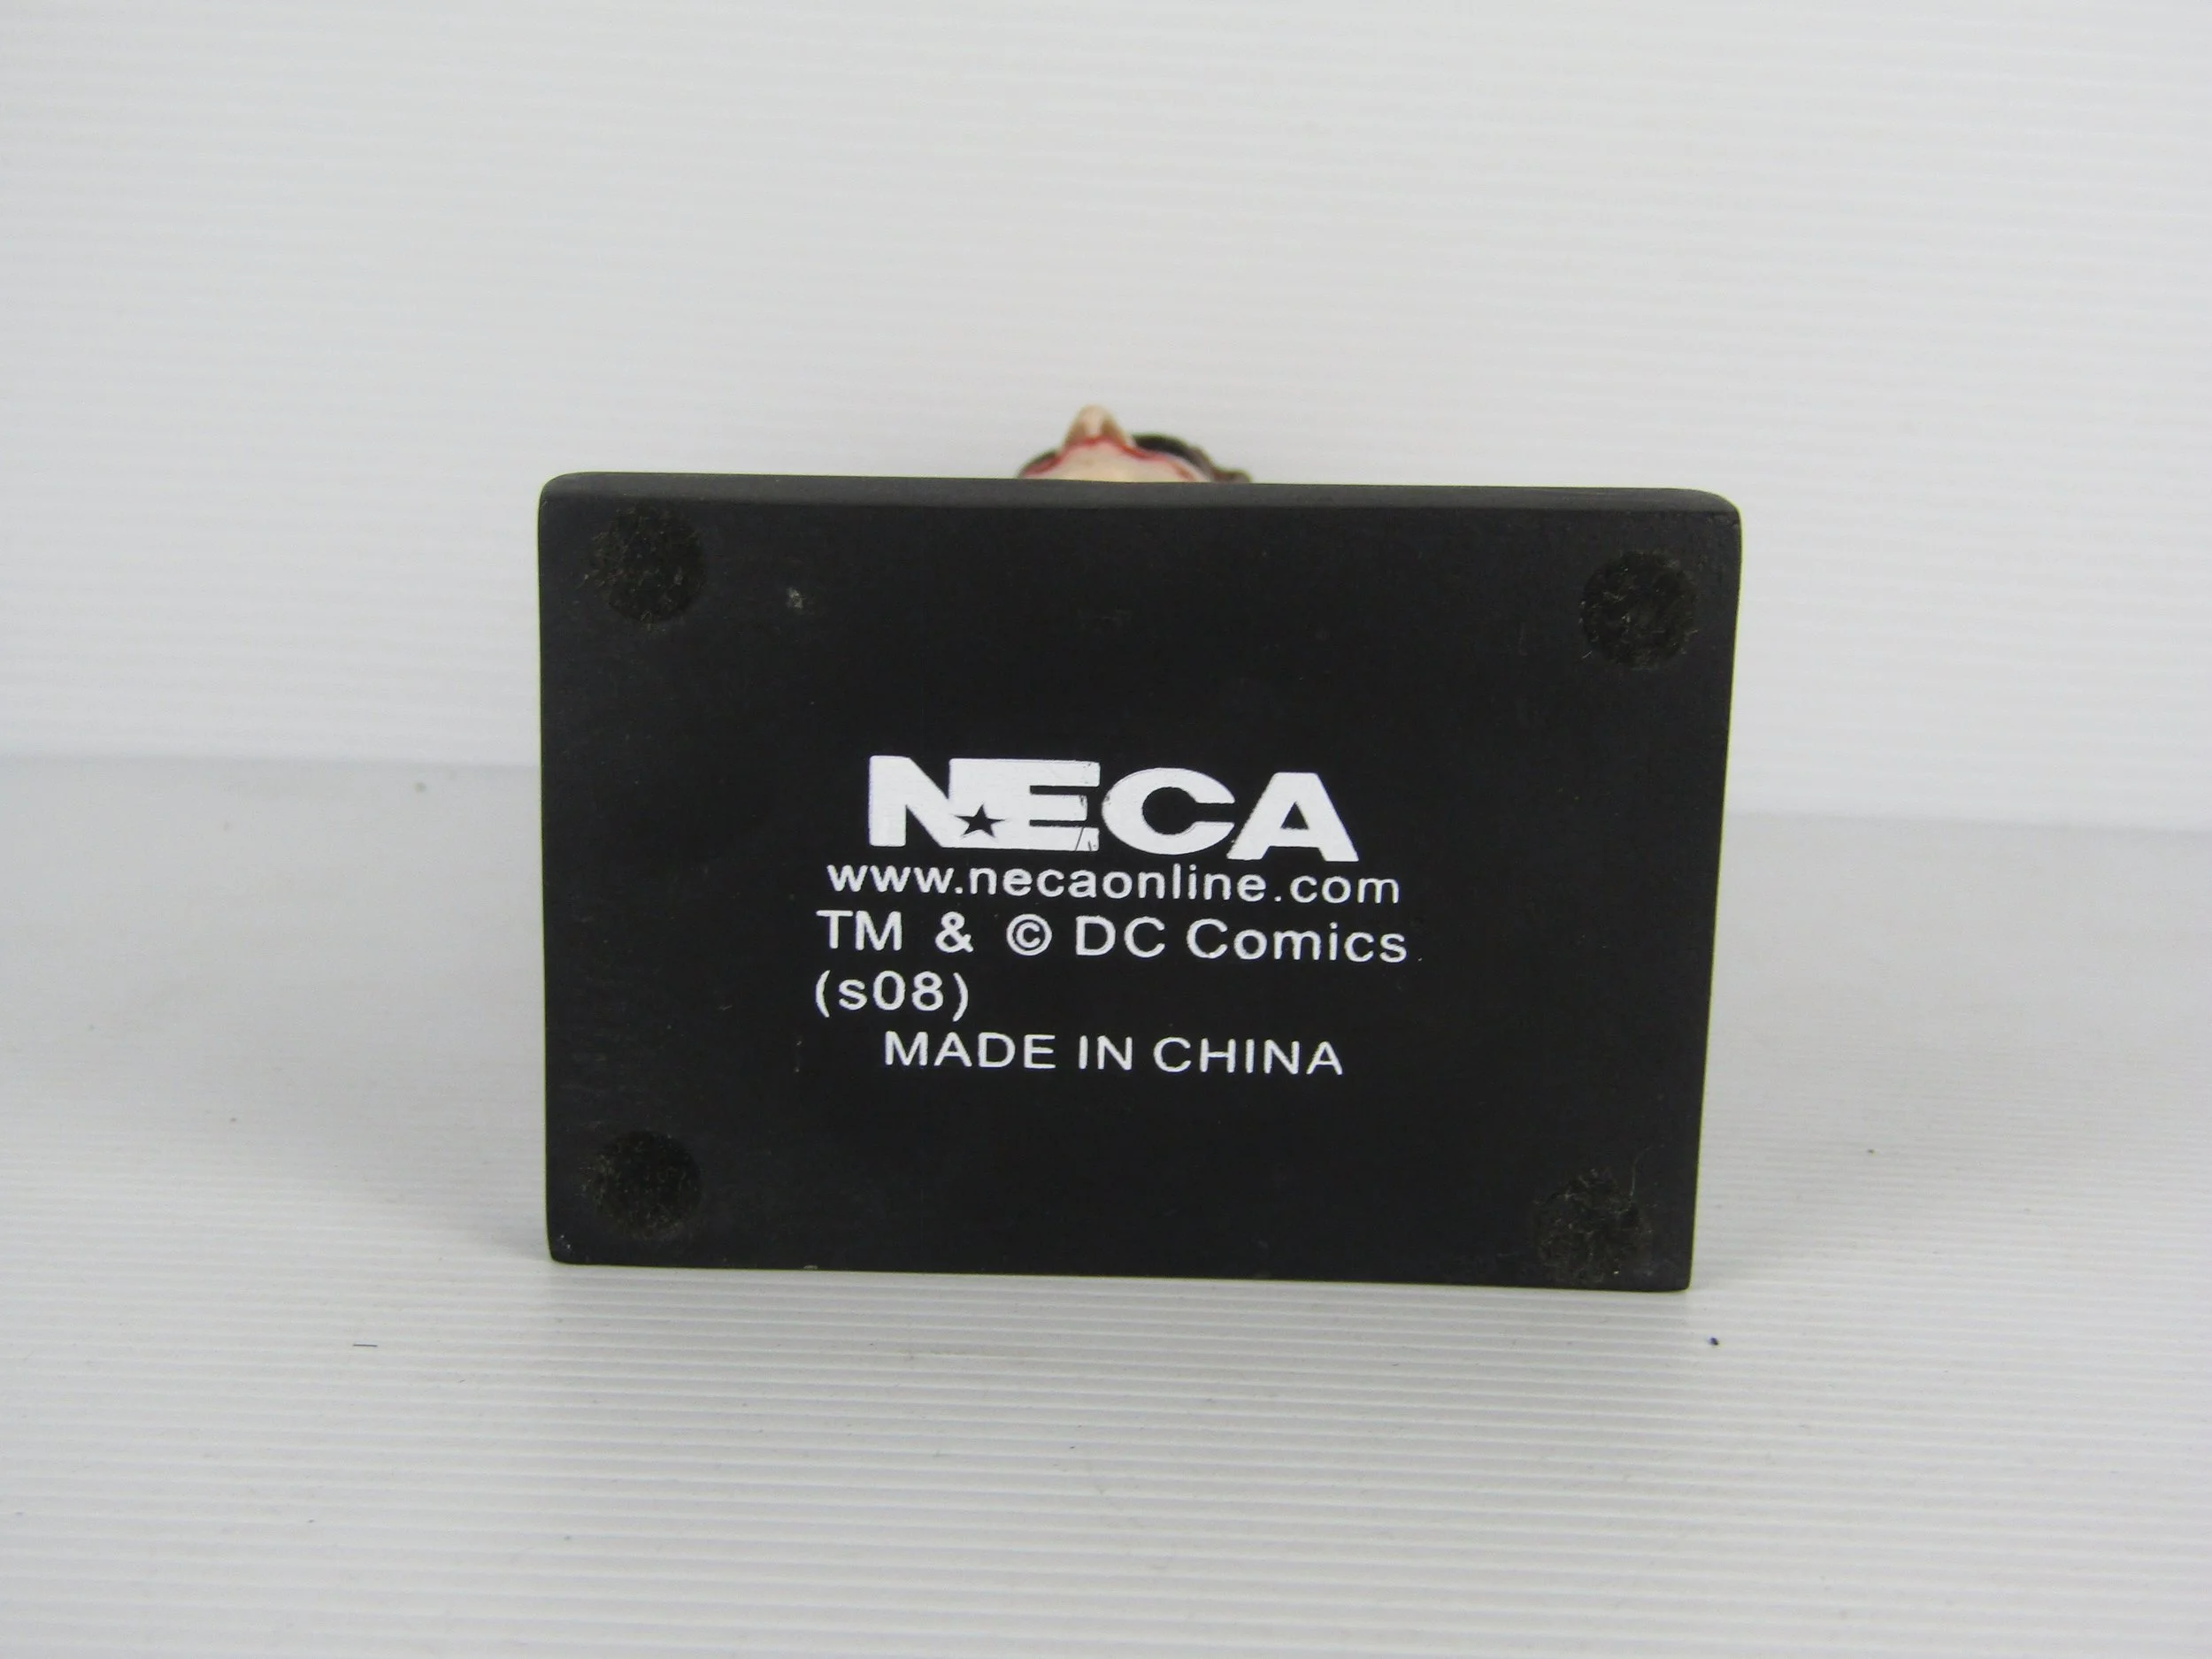 NECA
www.necaonline.com
TM & © DC Comics
(s08)
MADE IN CHINA